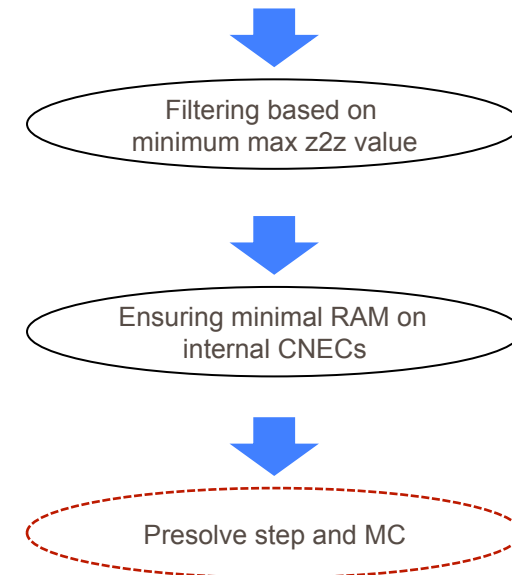 Filtering based on
minimum max z2z value
Ensuring minimal RAM on
internal CNECs
Presolve step and MC